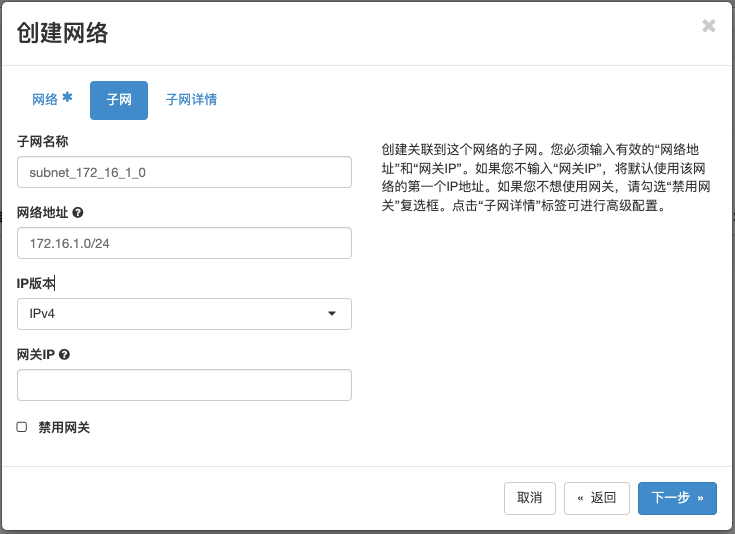 创建网络
×
网络 *
子网
子网详情
子网名称
subnet_172_16_1_0
网络地址 ?
172.16.1.0/24
IP版本
IPv4
网关IP ?
禁用网关
创建关联到这个网络的子网。您必须输入有效的“网络地
址”和“网关IP”。如果您不输入“网关IP”，将默认使用该网
络的第一个IP地址。如果您不想使用网关，请勾选“禁用网
关”复选框。点击“子网详情”标签可进行高级配置。
取消
« 返回
下一步 »